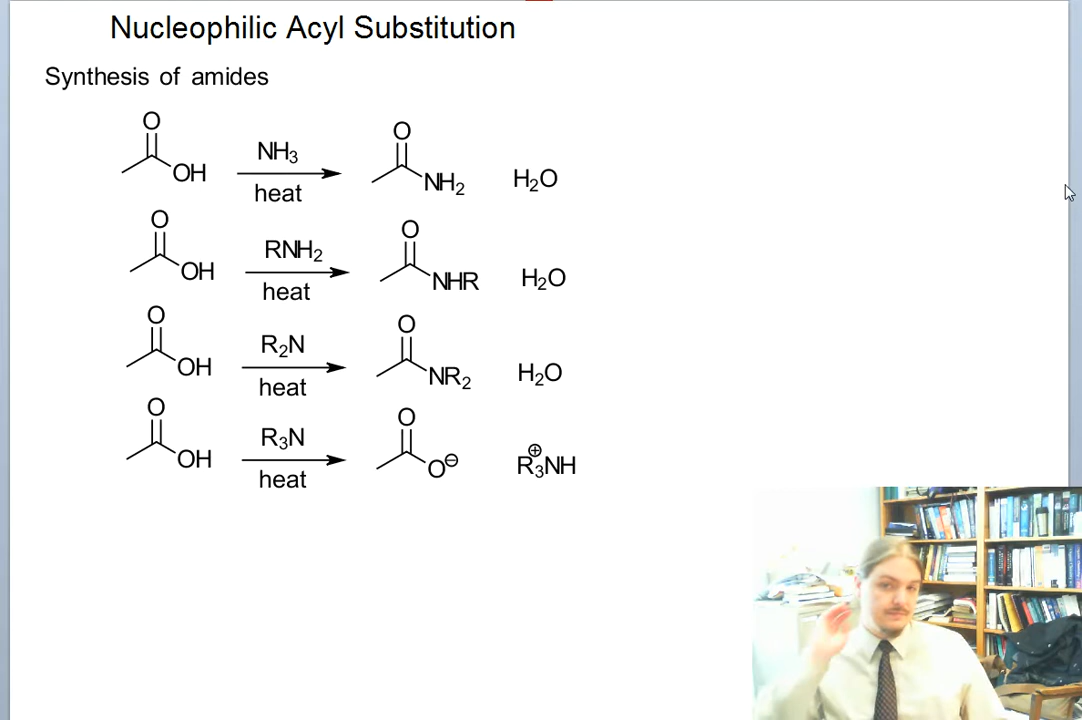 Nucleophilic Acyl Substitution
Synthesis of amides
O
OH
NH₃
heat
O
NH₂
H₂O
O
OH
RNH₂
heat
O
NHR
H₂O
O
OH
R₂N
heat
O
NR₂
H₂O
O
OH
R₃N
heat
O
O⊖
⊕
R₃NH